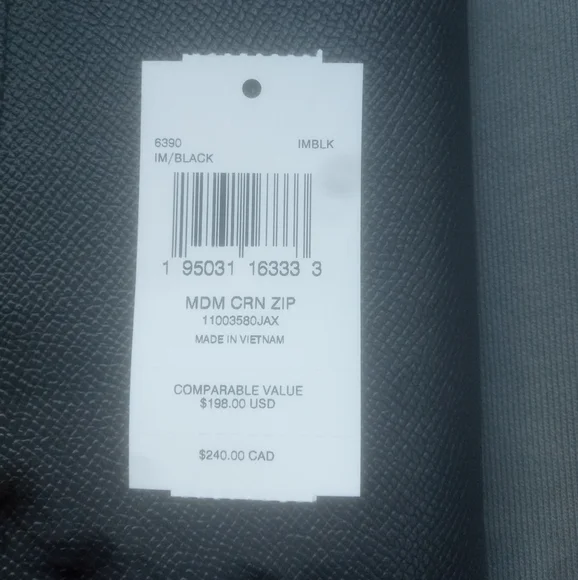 6390 IMBLK
IM/BLACK
1 95031 16333 3
MDM CRN ZIP
11003580JAX
MADE IN VIETNAM
COMPARABLE VALUE
$198.00 USD
$240.00 CAD